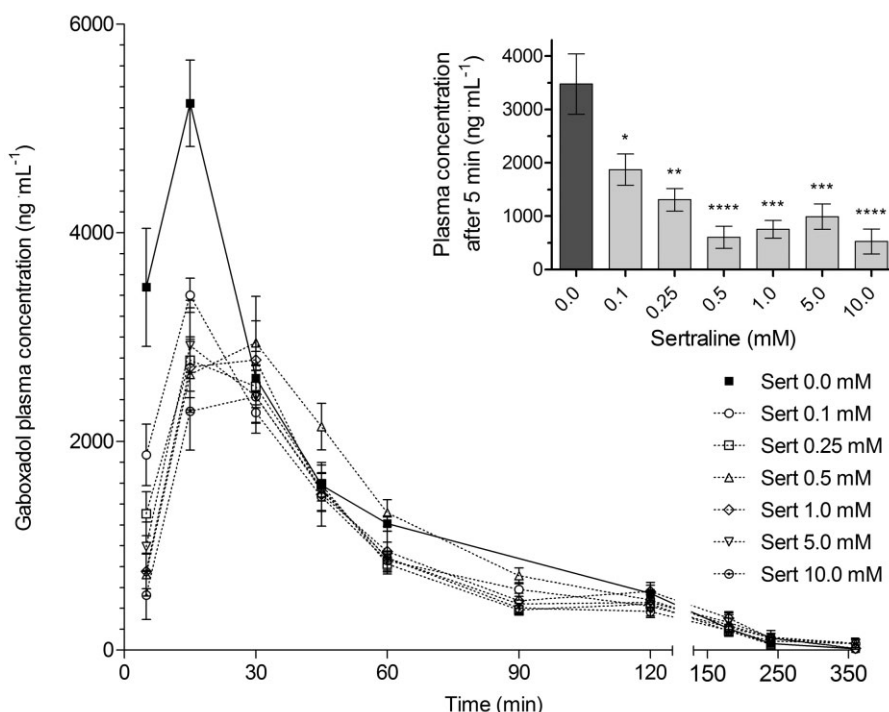 6000
4000
2000
0
Gaboxadol plasma concentration (ng·mL-1)
0 30 60 90 120 150 250 350
Time (min)
Plasma concentration
after 5 min (ng·mL-1)
4000
3000
2000
1000
0
*
**
****
***
***
****
0.0 0.1 0.25 0.5 1.0 5.0 10.0
Sertraline (mM)
Sert 0.0 mM
Sert 0.1 mM
Sert 0.25 mM
Sert 0.5 mM
Sert 1.0 mM
Sert 5.0 mM
Sert 10.0 mM